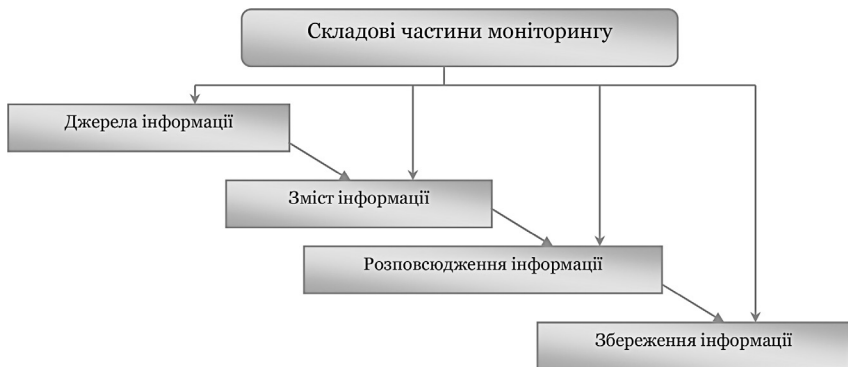 Складові частини моніторингу
Джерела інформації
Зміст інформації
Розповсюдження інформації
Збереження інформації